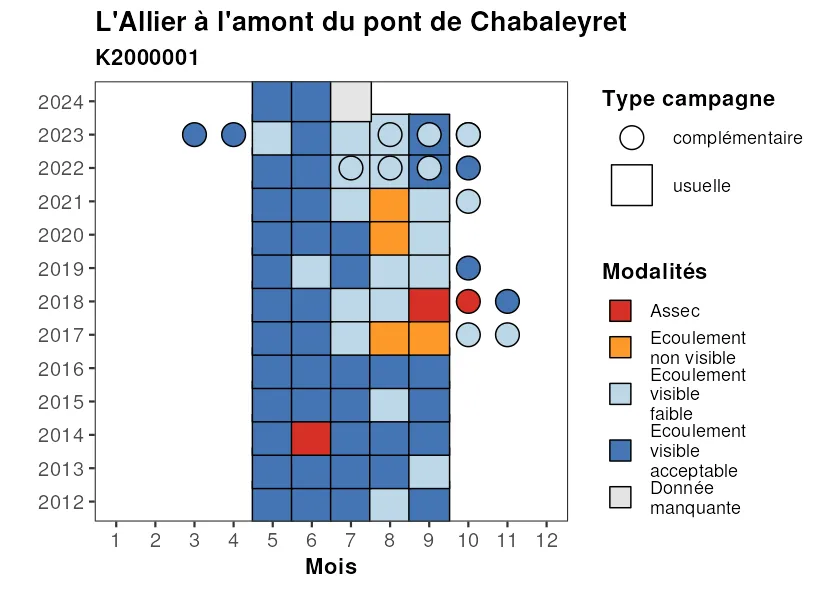 L'Allier à l'amont du pont de Chabaleyret
K2000001
2024
2023
2022
2021
2020
2019
2018
2017
2016
2015
2014
2013
2012
1 2 3 4 5 6 7 8 9 10 11 12
Mois
Type campagne
complémentaire
usuelle
Modalités
Assec
Ecoulement
non visible
Ecoulement
visible
faible
Ecoulement
visible
acceptable
Donnée
manquante